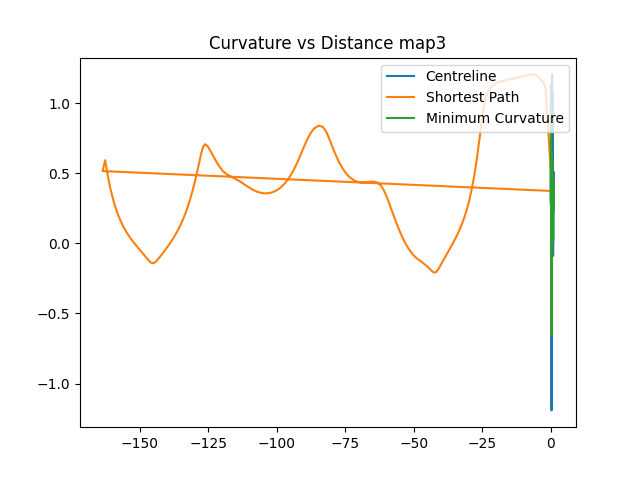 Curvature vs Distance map3
Centreline
Shortest Path
Minimum Curvature
1.0
0.5
0.0
−0.5
−1.0
−150 −125 −100 −75 −50 −25 0